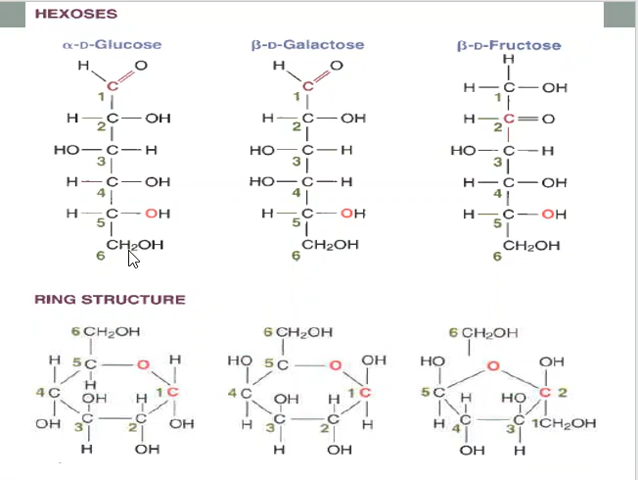 HEXOSES
α-D-Glucose β-D-Galactose β-D-Fructose
H
H O H O H—C—OH
C C 1
1 1 H—C=O
H—C—OH H—C—OH 2
2 2 HO—C—H
HO—C—H HO—C—H 3
3 3 H—C—OH
H—C—OH HO—C—H 4
4 4 H—C—OH
H—C—OH H—C—OH 5
5 5 CH₂OH
CH₂OH CH₂OH 6
6 6
RING STRUCTURE
6 CH₂OH 6 CH₂OH 6 CH₂OH
H 5 C O H HO 5 C O OH HO O OH
4 C H 1 C 4 C H 1 C 5 C H HO C 2
OH OH H OH H OH H H H 4 C 3 C 1 CH₂OH
3 C 2 C 3 C 2 C OH H
H OH H OH